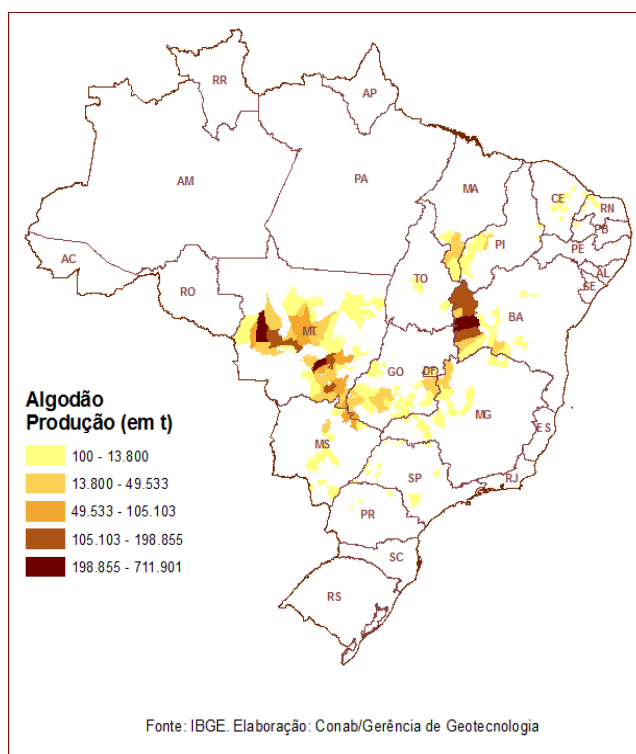 RR
AP
AM
PA
MA
CE
RN
PB
PI
PE
AC
AL
TO
SE
RO
BA
MT
GO
DF
MG
ES
MS
SP
RJ
PR
SC
RS
Algodão
Produção (em t)
100 - 13.800
13.800 - 49.533
49.533 - 105.103
105.103 - 198.855
198.855 - 711.901
Fonte: IBGE. Elaboração: Conab/Gerência de Geotecnologia